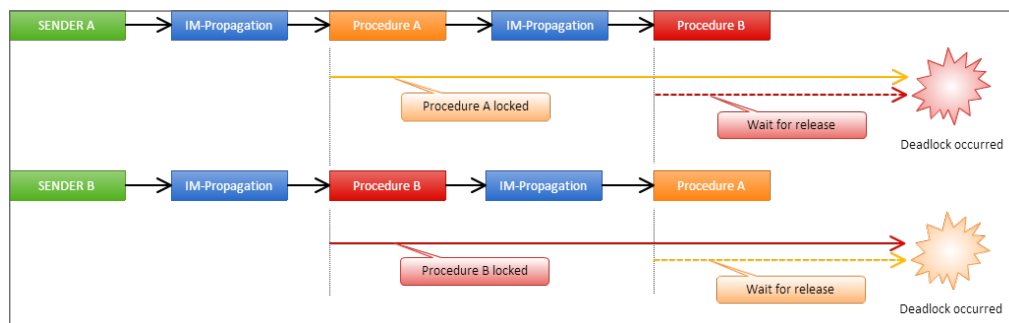 SENDER A
IM-Propagation
Procedure A
IM-Propagation
Procedure B
Procedure A locked
Wait for release
Deadlock occurred
SENDER B
IM-Propagation
Procedure B
IM-Propagation
Procedure A
Procedure B locked
Wait for release
Deadlock occurred